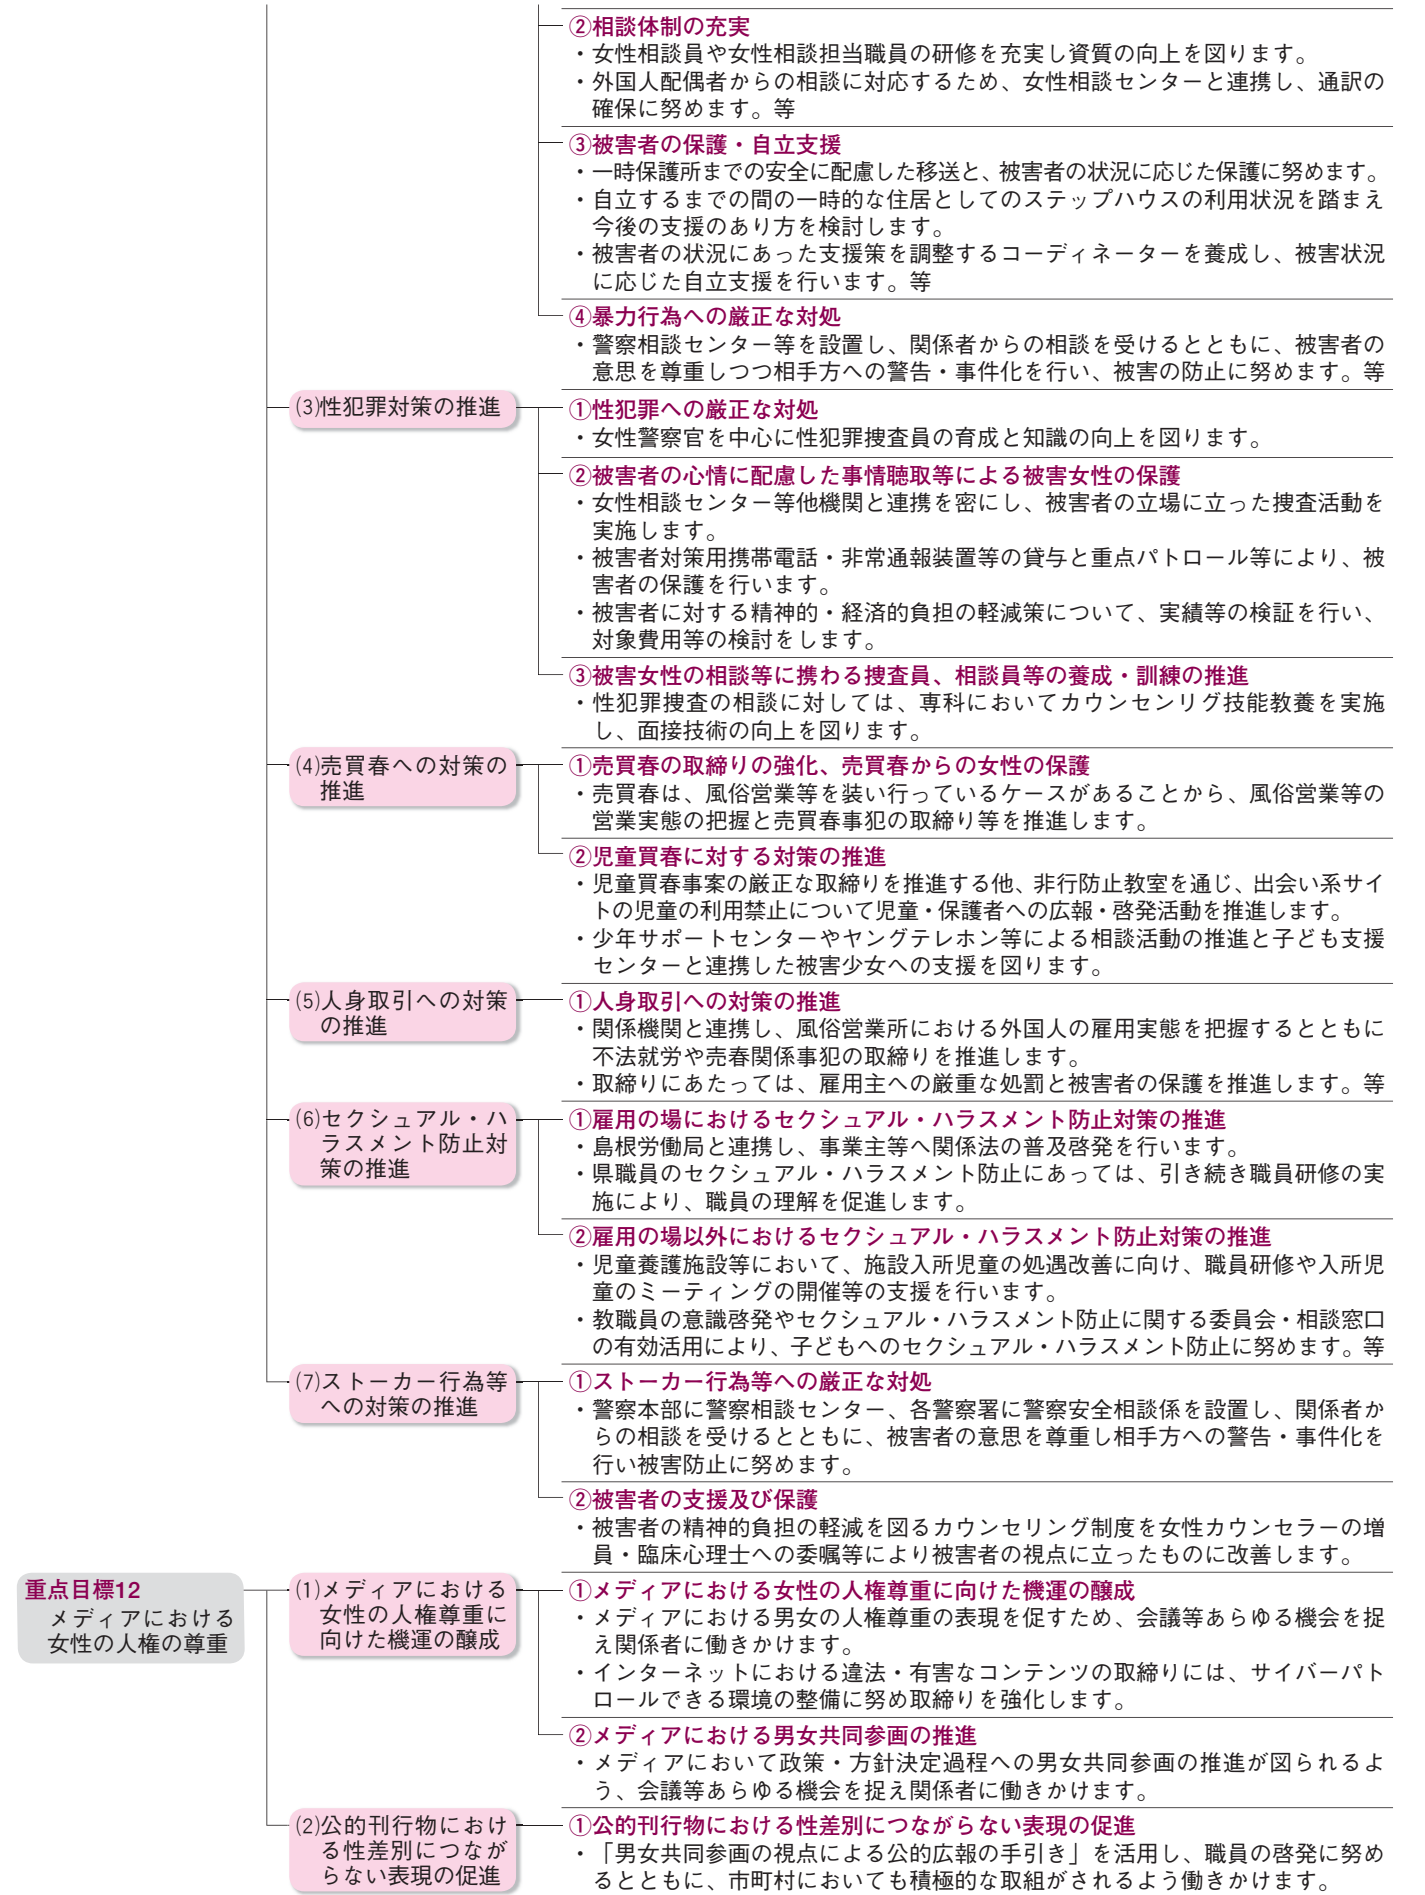 ②相談体制の充実
・女性相談員や女性相談担当職員の研修を充実し資質の向上を図ります。
・外国人配偶者からの相談に対応するため、女性相談センターと連携し、通訳の
確保に努めます。等
③被害者の保護・自立支援
・一時保護所までの安全に配慮した移送と、被害者の状況に応じた保護に努めます。
・自立するまでの間の一時的な住居としてのステップハウスの利用状況を踏まえ
今後の支援のあり方を検討します。
・被害者の状況にあった支援策を調整するコーディネーターを養成し、被害状況
に応じた自立支援を行います。等
④暴力行為への厳正な対処
・警察相談センター等を設置し、関係者からの相談を受けるとともに、被害者の
意思を尊重しつつ相手方への警告・事件化を行い、被害の防止に努めます。等
⑶性犯罪対策の推進
①性犯罪への厳正な対処
・女性警察官を中心に性犯罪捜査員の育成と知識の向上を図ります。
②被害者の心情に配慮した事情聴取等による被害女性の保護
・女性相談センター等他機関と連携を密にし、被害者の立場に立った捜査活動を
実施します。
・被害者対策用携帯電話・非常通報装置等の貸与と重点パトロール等により、被
害者の保護を行います。
・被害者に対する精神的・経済的負担の軽減策について、実績等の検証を行い、
対象費用等の検討をします。
③被害女性の相談等に携わる捜査員、相談員等の養成・訓練の推進
・性犯罪捜査の相談に対しては、専科においてカウンセンリグ技能教養を実施
し、面接技術の向上を図ります。
⑷売買春への対策の
推進
①売買春の取締りの強化、売買春からの女性の保護
・売買春は、風俗営業等を装い行っているケースがあることから、風俗営業等の
営業実態の把握と売買春事犯の取締り等を推進します。
②児童買春に対する対策の推進
・児童買春事案の厳正な取締りを推進する他、非行防止教室を通じ、出会い系サイ
トの児童の利用禁止について児童・保護者への広報・啓発活動を推進します。
・少年サポートセンターやヤングテレホン等による相談活動の推進と子ども支援
センターと連携した被害少女への支援を図ります。
⑸人身取引への対策
の推進
①人身取引への対策の推進
・関係機関と連携し、風俗営業所における外国人の雇用実態を把握するとともに
不法就労や売春関係事犯の取締りを推進します。
・取締りにあたっては、雇用主への厳重な処罰と被害者の保護を推進します。等
⑹セクシュアル・ハ
ラスメント防止対
策の推進
①雇用の場におけるセクシュアル・ハラスメント防止対策の推進
・島根労働局と連携し、事業主等へ関係法の普及啓発を行います。
・県職員のセクシュアル・ハラスメント防止にあっては、引き続き職員研修の実
施により、職員の理解を促進します。
②雇用の場以外におけるセクシュアル・ハラスメント防止対策の推進
・児童養護施設等において、施設入所児童の処遇改善に向け、職員研修や入所児
童のミーティングの開催等の支援を行います。
・教職員の意識啓発やセクシュアル・ハラスメント防止に関する委員会・相談窓口
の有効活用により、子どもへのセクシュアル・ハラスメント防止に努めます。等
⑺ストーカー行為等
への対策の推進
①ストーカー行為等への厳正な対処
・警察本部に警察相談センター、各警察署に警察安全相談係を設置し、関係者か
らの相談を受けるとともに、被害者の意思を尊重し相手方への警告・事件化を
行い被害防止に努めます。
②被害者の支援及び保護
・被害者の精神的負担の軽減を図るカウンセリング制度を女性カウンセラーの増
員・臨床心理士への委嘱等により被害者の視点に立ったものに改善します。
重点目標12
メディアにおける
女性の人権の尊重
⑴メディアにおける
女性の人権尊重に
向けた機運の醸成
①メディアにおける女性の人権尊重に向けた機運の醸成
・メディアにおける男女の人権尊重の表現を促すため、会議等あらゆる機会を捉
え関係者に働きかけます。
・インターネットにおける違法・有害なコンテンツの取締りには、サイバーパト
ロールできる環境の整備に努め取締りを強化します。
②メディアにおける男女共同参画の推進
・メディアにおいて政策・方針決定過程への男女共同参画の推進が図られるよ
う、会議等あらゆる機会を捉え関係者に働きかけます。
⑵公的刊行物におけ
る性差別につなが
らない表現の促進
①公的刊行物における性差別につながらない表現の促進
・「男女共同参画の視点による公的広報の手引き」を活用し、職員の啓発に努め
るとともに、市町村においても積極的な取組がされるよう働きかけます。